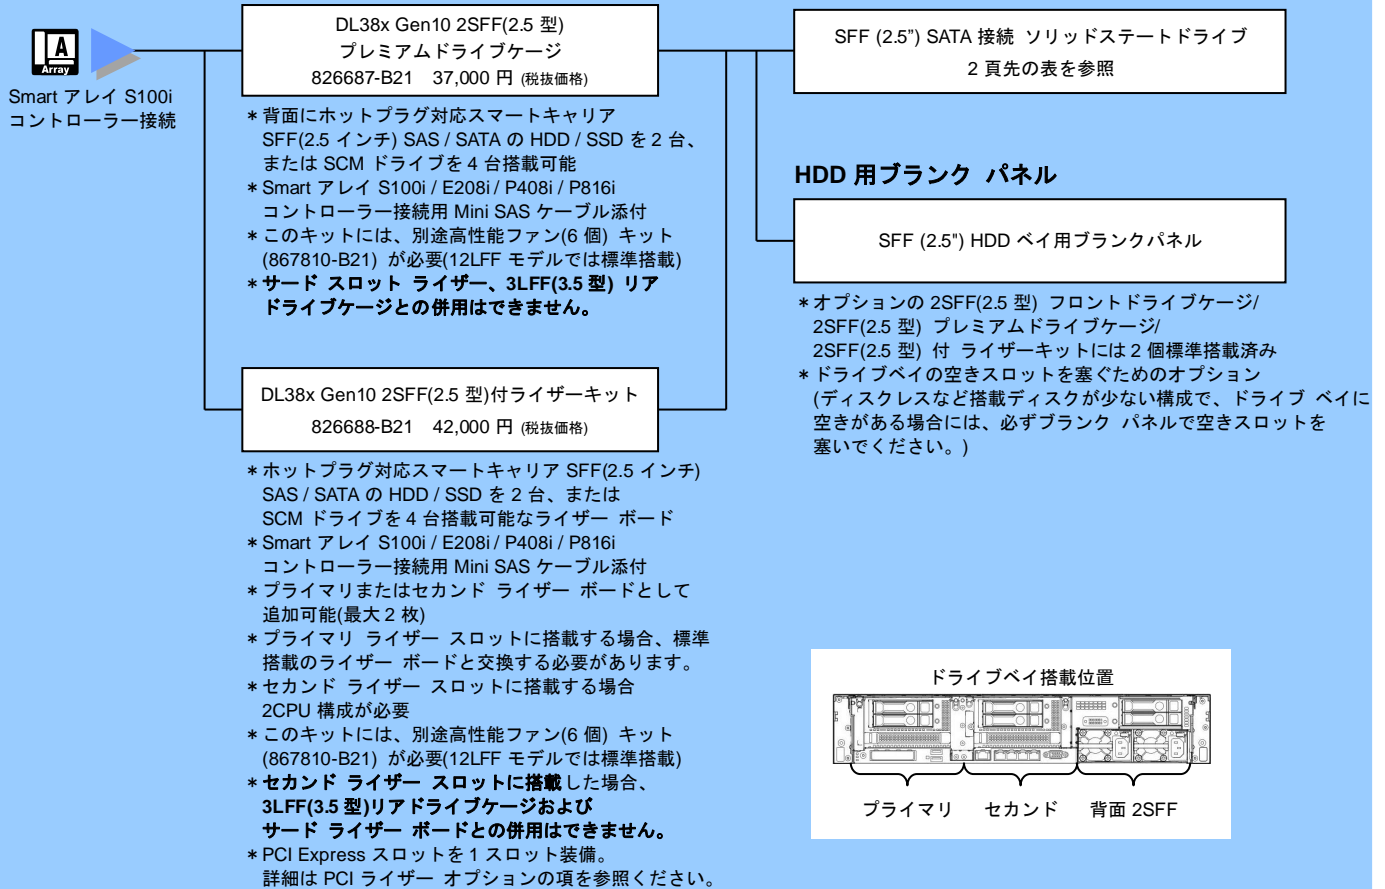 A
Array
Smart アレイ S100i
コントローラー接続
DL38x Gen10 2SFF(2.5 型)
プレミアムドライブケージ
826687-B21 37,000 円 (税抜価格)
*背面にホットプラグ対応スマートキャリア
SFF(2.5 インチ) SAS / SATA の HDD / SSD を 2 台、
または SCM ドライブを 4 台搭載可能
*Smart アレイ S100i / E208i / P408i / P816i
コントローラー接続用 Mini SAS ケーブル添付
*このキットには、別途高性能ファン(6 個) キット
(867810-B21) が必要(12LFF モデルでは標準搭載)
*サード スロット ライザー、3LFF(3.5 型) リア
ドライブケージとの併用はできません。
DL38x Gen10 2SFF(2.5 型)付ライザーキット
826688-B21 42,000 円 (税抜価格)
*ホットプラグ対応スマートキャリア SFF(2.5 インチ)
SAS / SATA の HDD / SSD を 2 台、または
SCM ドライブを 4 台搭載可能なライザー ボード
*Smart アレイ S100i / E208i / P408i / P816i
コントローラー接続用 Mini SAS ケーブル添付
*プライマリまたはセカンド ライザー ボードとして
追加可能(最大 2 枚)
*プライマリ ライザー スロットに搭載する場合、標準
搭載のライザー ボードと交換する必要があります。
*セカンド ライザー スロットに搭載する場合
2CPU 構成が必要
*このキットには、別途高性能ファン(6 個) キット
(867810-B21) が必要(12LFF モデルでは標準搭載)
*セカンド ライザー スロットに搭載した場合、
3LFF(3.5 型)リアドライブケージおよび
サード ライザー ボードとの併用はできません。
*PCI Express スロットを 1 スロット装備。
詳細は PCI ライザー オプションの項を参照ください。
SFF (2.5”) SATA 接続 ソリッドステートドライブ
2 頁先の表を参照
HDD 用ブランク パネル
SFF (2.5") HDD ベイ用ブランクパネル
*オプションの 2SFF(2.5 型) フロントドライブケージ/
2SFF(2.5 型) プレミアムドライブケージ/
2SFF(2.5 型) 付 ライザーキットには 2 個標準搭載済み
*ドライブベイの空きスロットを塞ぐためのオプション
(ディスクレスなど搭載ディスクが少ない構成で、ドライブ ベイに
空きがある場合には、必ずブランク パネルで空きスロットを
塞いでください。)
ドライブベイ搭載位置
プライマリ セカンド 背面 2SFF